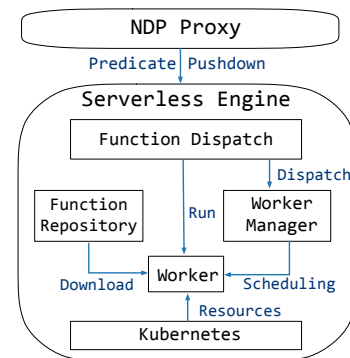 NDP Proxy
Predicate Pushdown
Serverless Engine
Function Dispatch
Dispatch
Function
Repository
Run
Worker
Manager
Download
Worker
Scheduling
Resources
Kubernetes